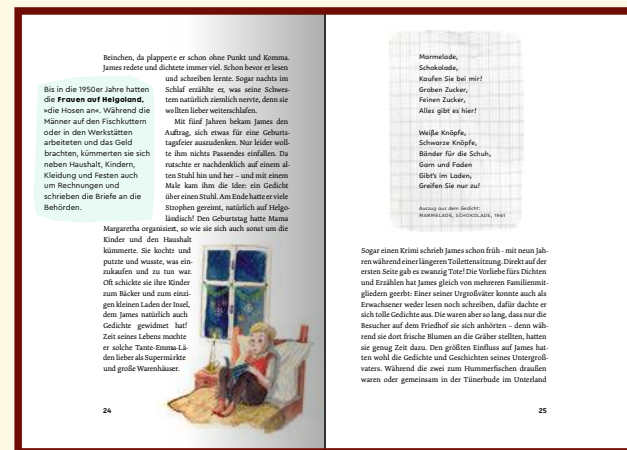 Beinchen, da plapperte er schon ohne Punkt und Komma.
James redete und dichtete immer viel. Schon bevor er lesen
und schreiben lernte. Sogar nachts im
Schlaf erzählte er, was seine Schwes-
tern natürlich ziemlich nervte, denn sie
wollten lieber weiterschlafen.
Mit fünf Jahren bekam James den
Auftrag, sich etwas für eine Geburts-
tagsfeier auszudenken. Nur leider woll-
te ihm nichts Passendes einfallen. Da
rutschte er nachdenklich auf einem al-
ten Stuhl hin und her – und mit einem
Male kam ihm die Idee: ein Gedicht
über einen Stuhl. Am Ende hatte er viele
Strophen gereimt, natürlich auf Helgo-
ländisch! Den Geburtstag hatte Mama
Margaretha organisiert, so wie sie sich auch sonst um die
Kinder und den Haushalt
kümmerte. Sie kochte und
putzte und wusste, was ein-
zukaufen und zu tun war.
Oft schickte sie ihre Kinder
zum Bäcker und zum einzi-
gen kleinen Laden der Insel,
dem James natürlich auch
Gedichte gewidmet hat!
Zeit seines Lebens mochte
er solche Tante-Emma-Lä-
den lieber als Supermärkte
und große Warenhäuser.
Bis in die 1950er Jahre hatten
die Frauen auf Helgoland,
»die Hosen an«. Während die
Männer auf den Fischkuttern
oder in den Werkstätten
arbeiteten und das Geld
brachten, kümmerten sie sich
neben Haushalt, Kindern,
Kleidung und Festen auch
um Rechnungen und
schrieben die Briefe an die
Behörden.
24
Marmelade,
Schokolade,
Kaufen Sie bei mir!
Groben Zucker,
Feinen Zucker,
Alles gibt es hier!
Weiße Knöpfe,
Schwarze Knöpfe,
Bänder für die Schuh,
Garn und Faden
Gibt's im Laden,
Greifen Sie nur zu!
Auszug aus dem Gedicht:
MARMELADE, SCHOKOLADE, 1961
Sogar einen Krimi schrieb James schon früh - mit neun Jah-
ren während einer längeren Toilettensitzung. Direkt auf der
ersten Seite gab es zwanzig Tote! Die Vorliebe fürs Dichten
und Erzählen hat James gleich von mehreren Familienmit-
gliedern geerbt: Einer seiner Urgroßväter konnte auch als
Erwachsener weder lesen noch schreiben, dafür dachte er
sich tolle Gedichte aus. Die waren aber so lang, dass nur die
Besucher auf dem Friedhof sie sich anhörten – denn wäh-
rend sie dort frische Blumen an die Gräber stellten, hatten
sie genug Zeit dazu. Den größten Einfluss auf James hat-
ten wohl die Gedichte und Geschichten seines Untergroß-
vaters. Während die zwei zum Hummerfischen draußen
waren oder gemeinsam in der Tiinerbude im Unterland
25